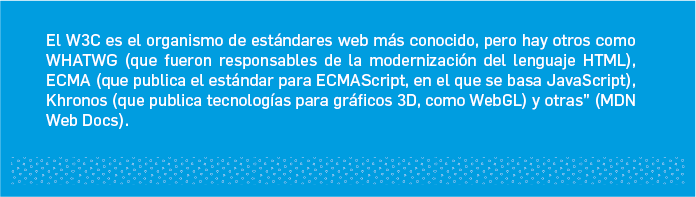 El W3C es el organismo de estándares web más conocido, pero hay otros como
WHATWG (que fueron responsables de la modernización del lenguaje HTML),
ECMA (que publica el estándar para ECMAScript, en el que se basa JavaScript),
Khronos (que publica tecnologías para gráficos 3D, como WebGL) y otras” (MDN
Web Docs).